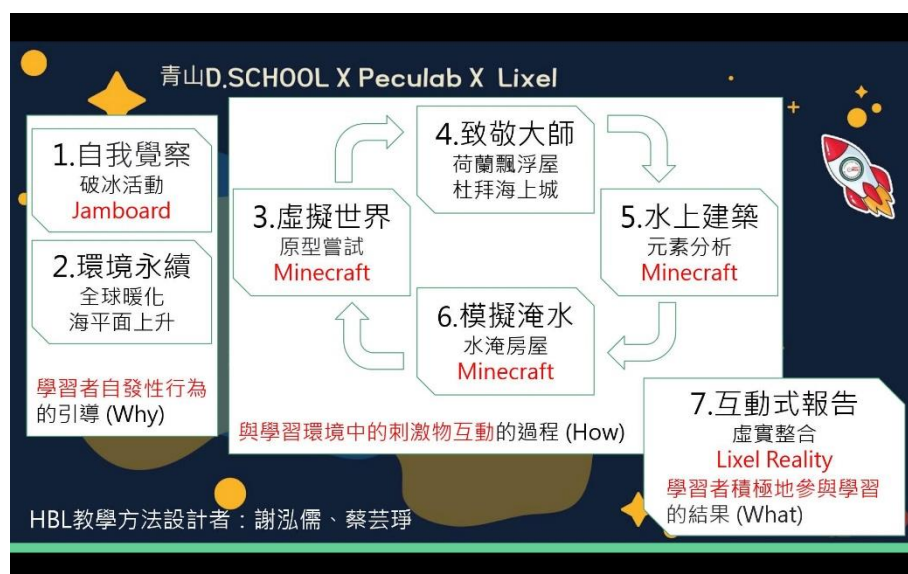 青山D.SCHOOL X Peculab X Lixel
1.自我覺察
破冰活動
Jamboard
2.環境永續
全球暖化
海平面上升
學習者自發性行為
的引導 (Why)
3.虛擬世界
原型嘗試
Minecraft
4.致敬大師
荷蘭飄浮屋
杜拜海上城
5.水上建築
元素分析
Minecraft
6.模擬淹水
水淹房屋
Minecraft
與學習環境中的刺激物互動的過程 (How)
7.互動式報告
虛實整合
Lixel Reality
學習者積極地參與學習
的結果 (What)
HBL教學方法設計者：謝泓儒、蔡芸琤